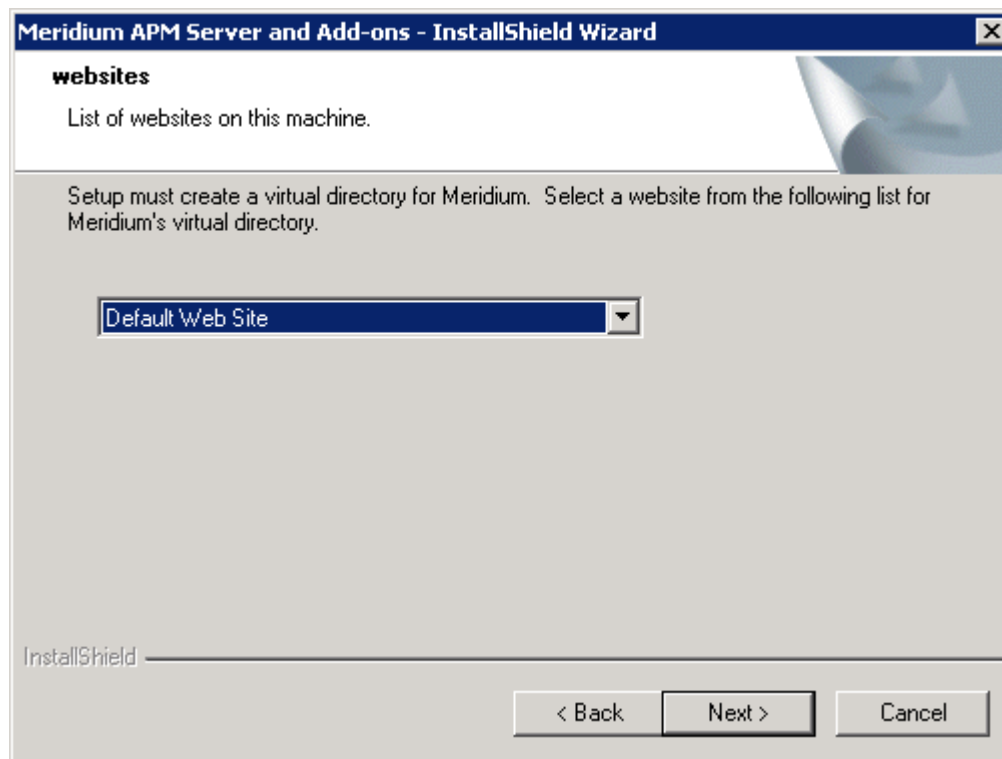 Meridium APM Server and Add-ons - InstallShield Wizard
websites
List of websites on this machine.
Setup must create a virtual directory for Meridium.  Select a website from the following list for
Meridium's virtual directory.
Default Web Site
InstallShield
< Back
Next >
Cancel